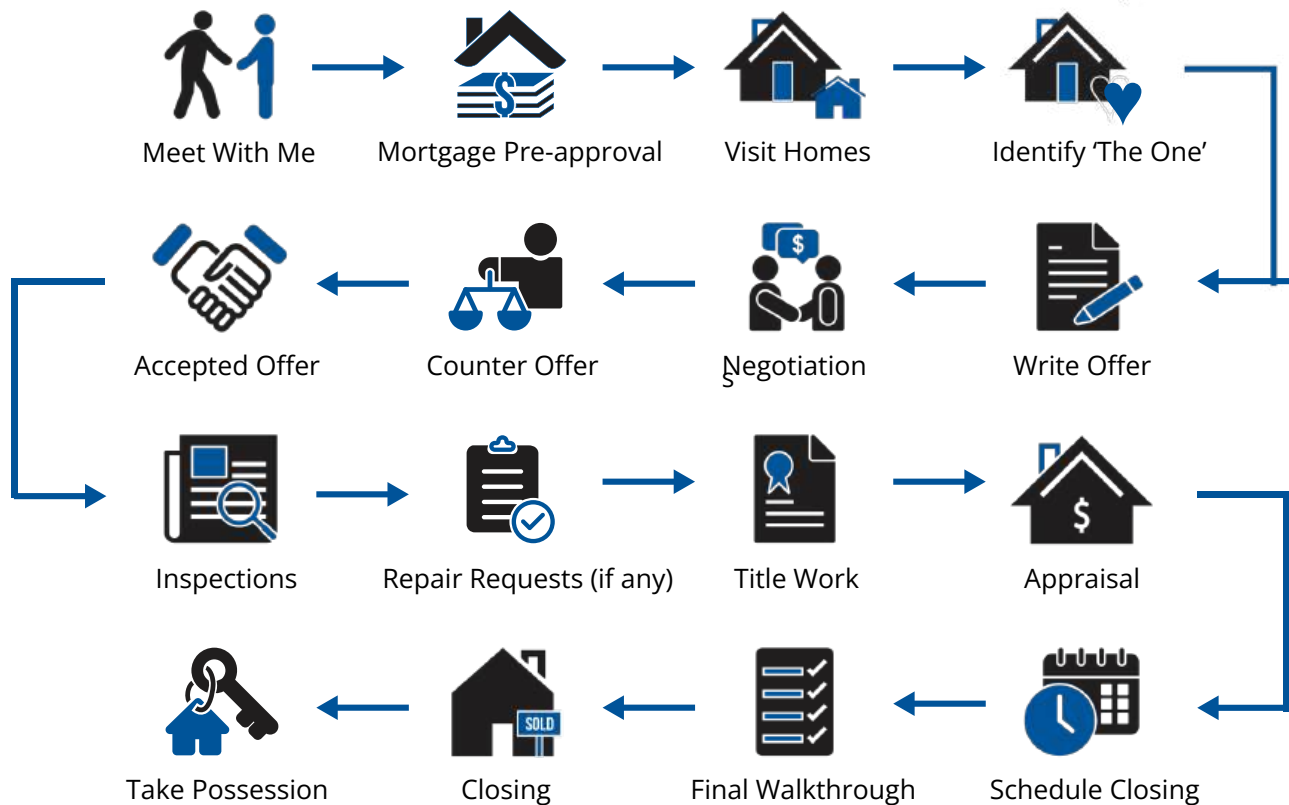 Meet With Me
Mortgage Pre-approval
Visit Homes
Identify ‘The One’
$
Write Offer
$
Negotiation
s
Counter Offer
Accepted Offer
Inspections
Repair Requests (if any)
Title Work
$
Appraisal
Schedule Closing
Final Walkthrough
SOLD
Closing
Take Possession